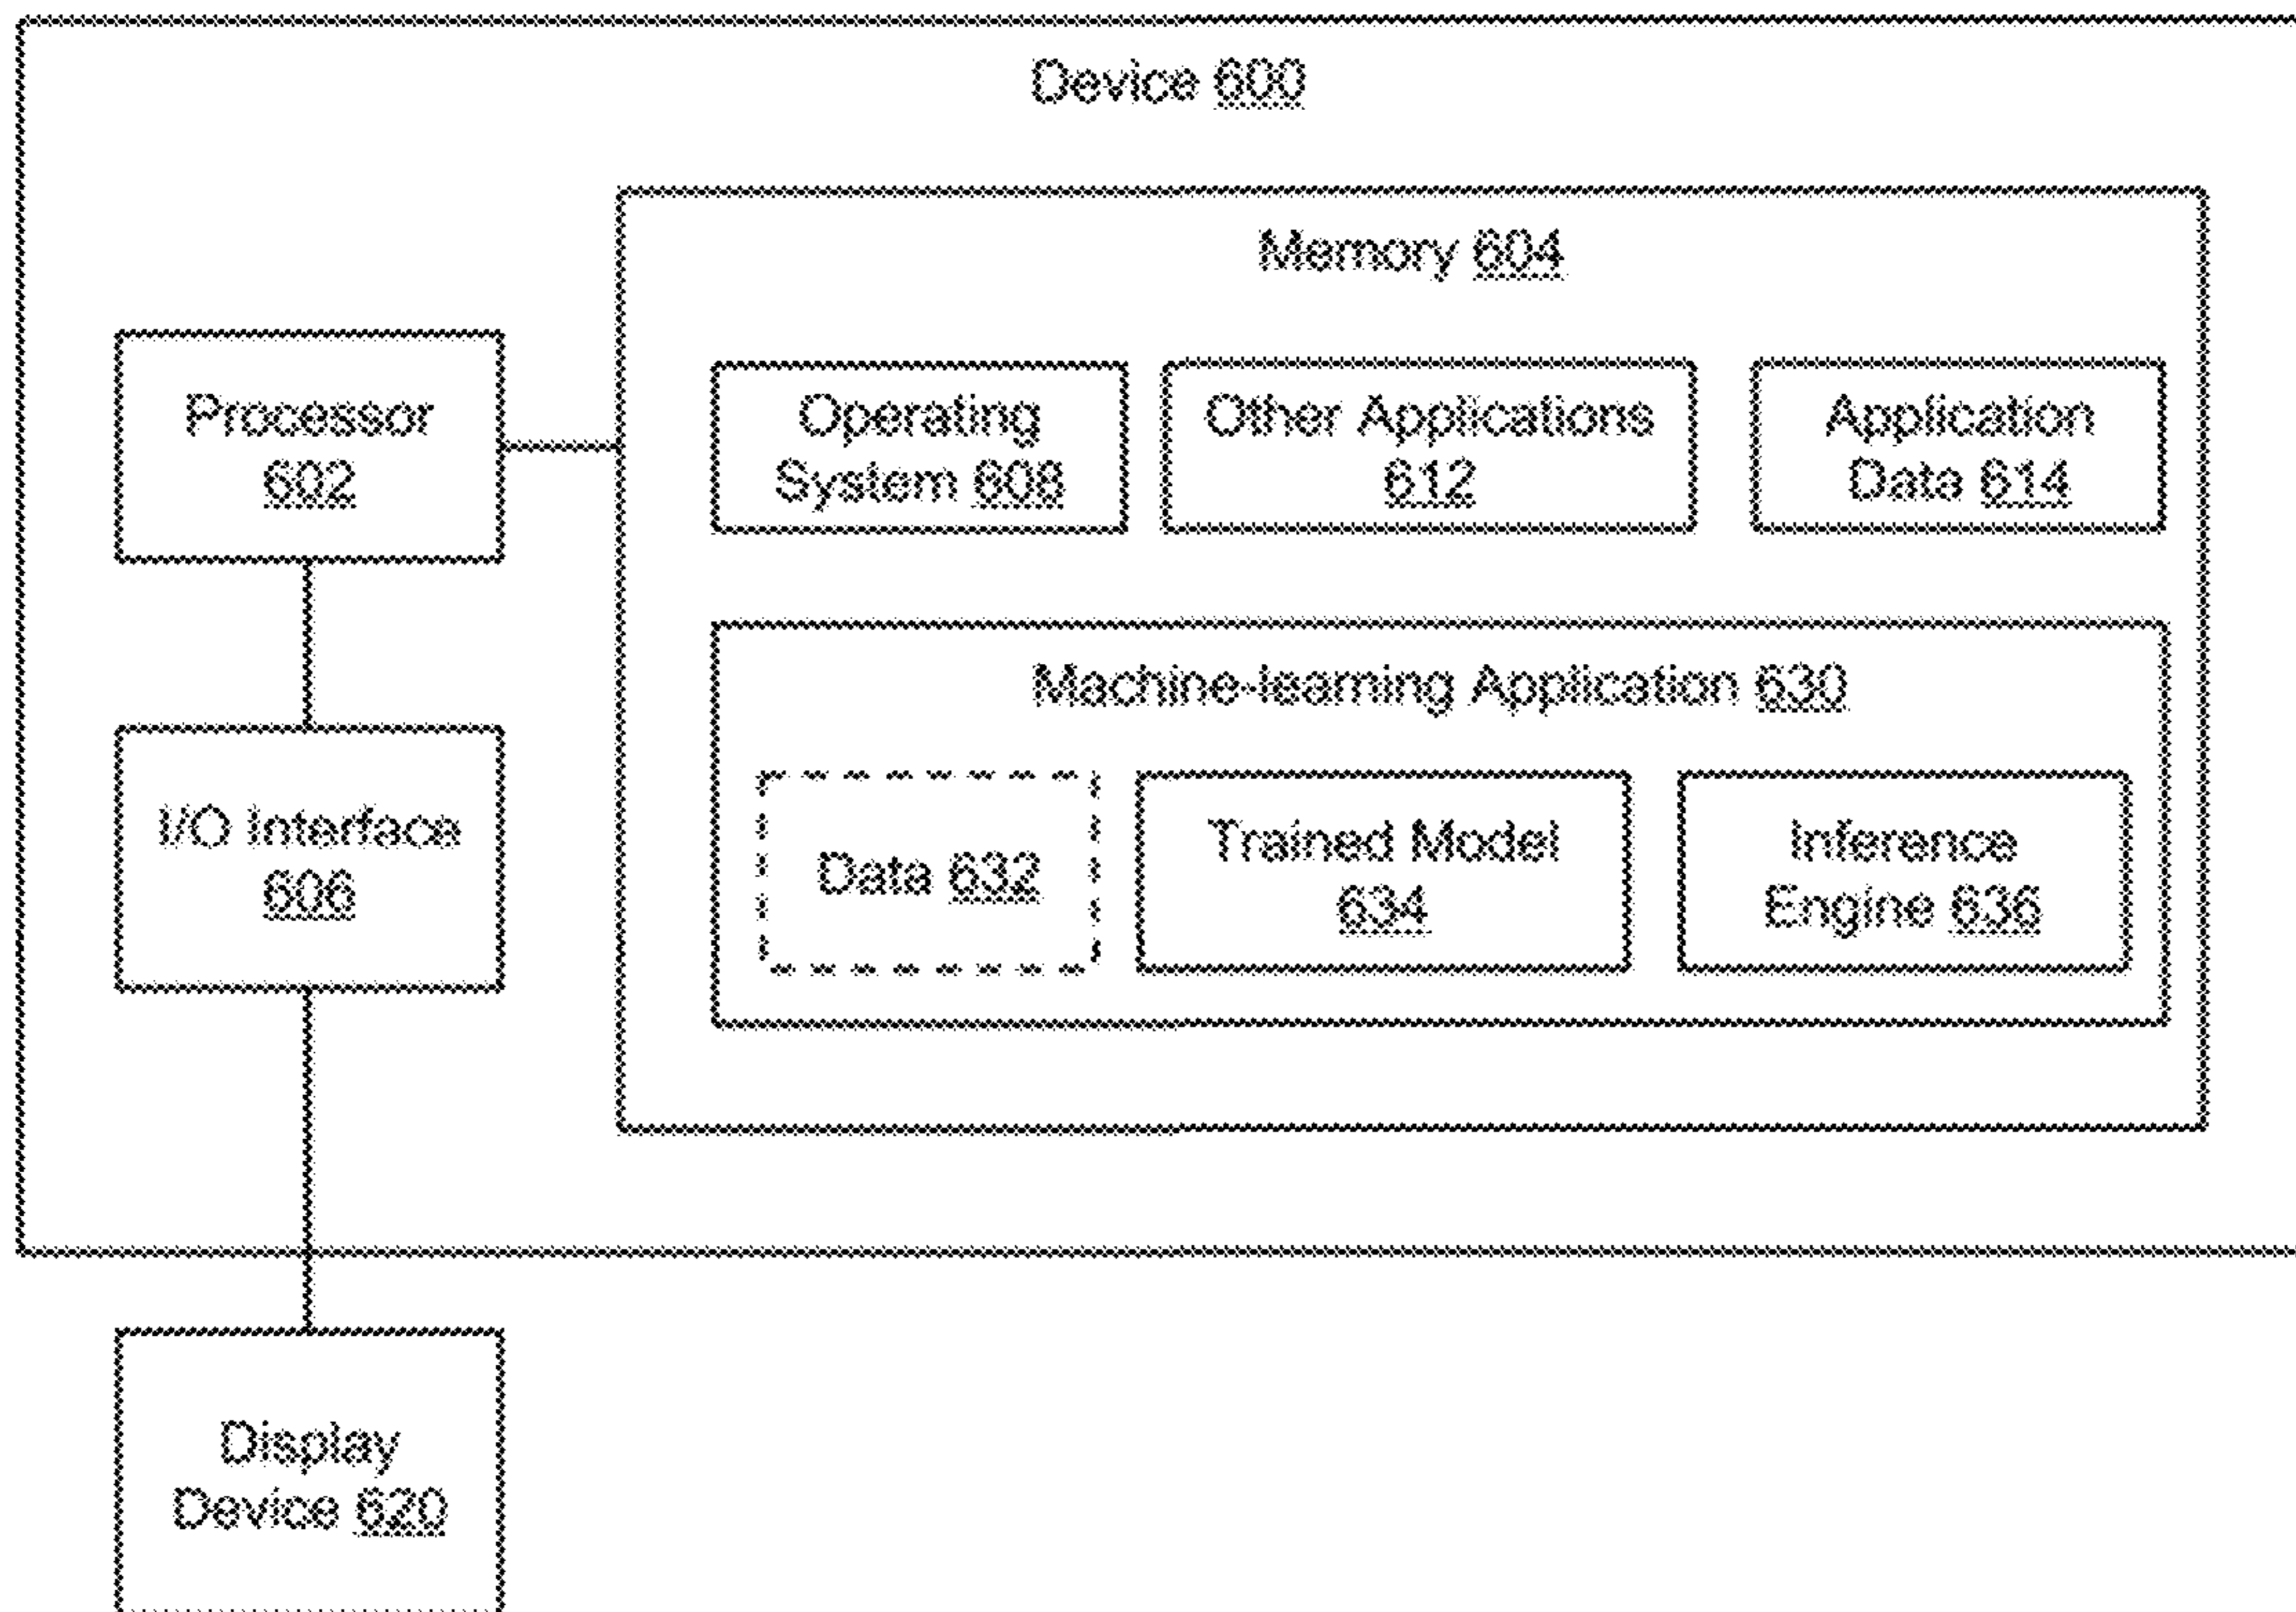 Device 600
Memory 604
Processor
602
Operating
System 608
Other Applications
612
Application
Data 614
Machine-learning Application 630
I/O Interface
606
Data 632
Trained Model
634
Inference
Engine 636
Display
Device 620